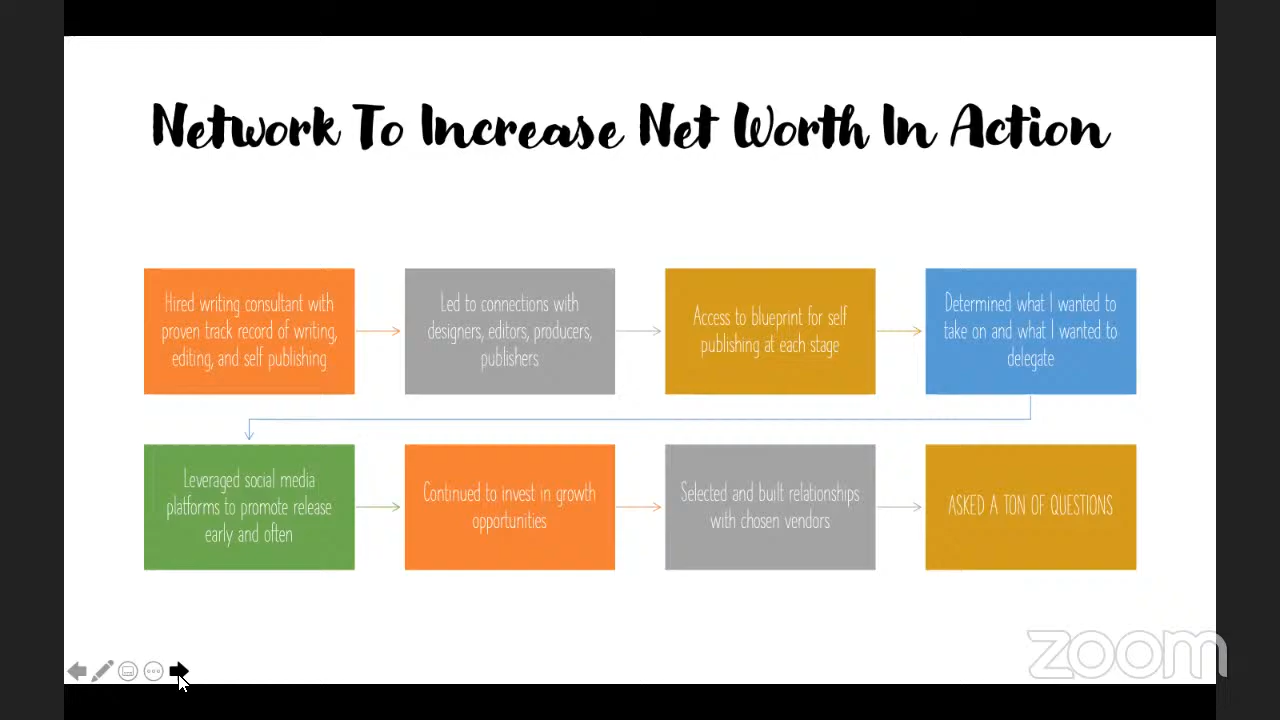 Network To Increase Net Worth In Action
Hired writing consultant with
proven track record of writing,
editing, and self publishing
Led to connections with
designers, editors, producers,
publishers
Access to blueprint for self
publishing at each stage
Determined what I wanted to
take on and what I wanted to
delegate
Leveraged social media
platforms to promote release
early and often
Continued to invest in growth
opportunities
Selected and built relationships
with chosen vendors
ASKED A TON OF QUESTIONS
zoom